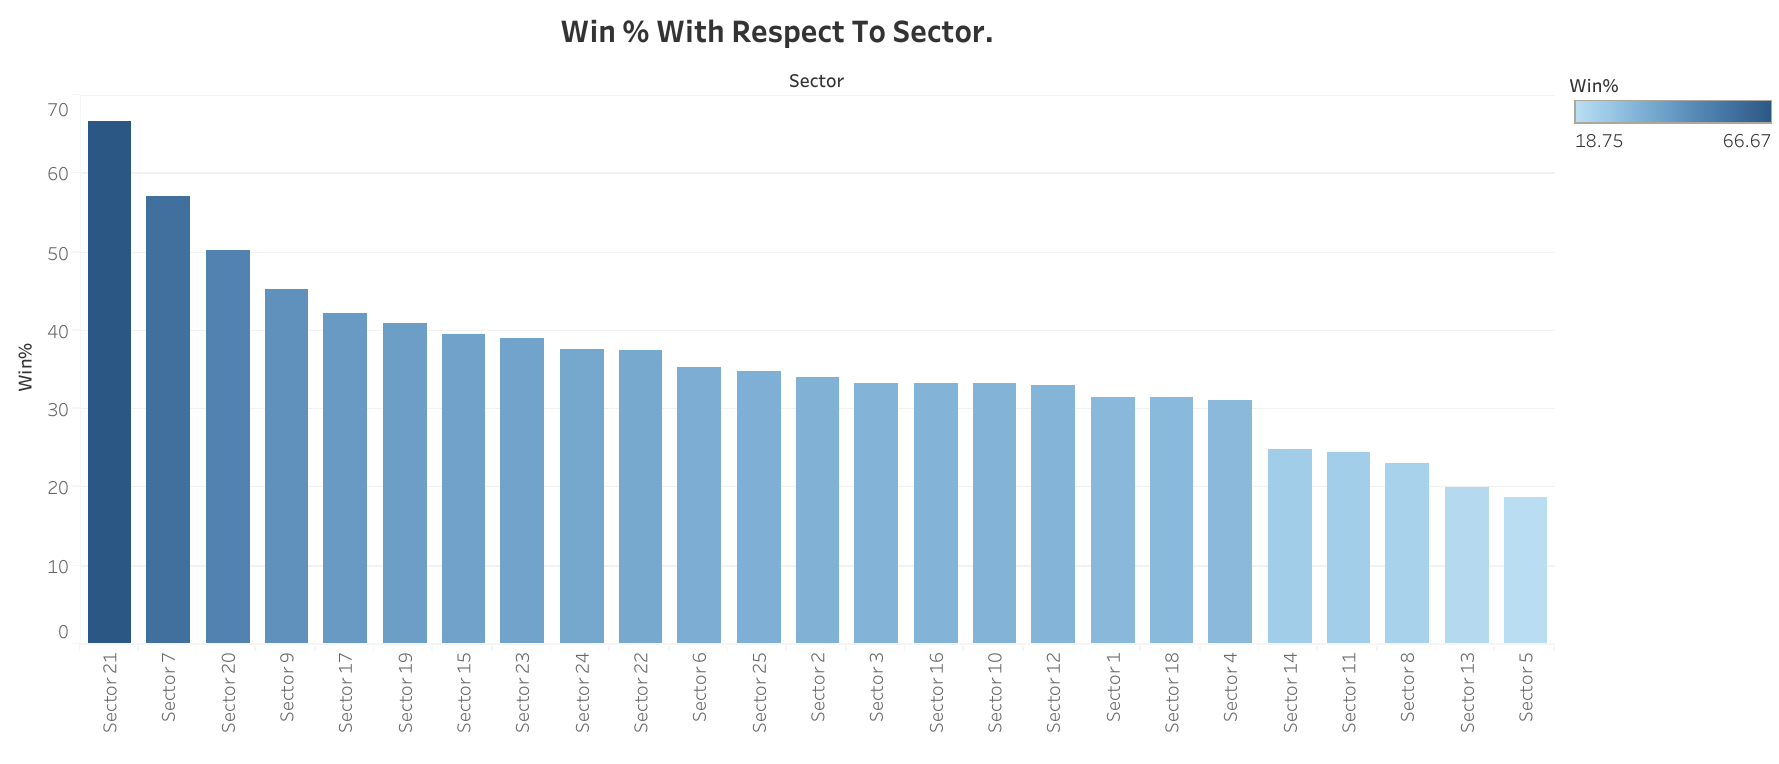 Win % With Respect To Sector.
Sector
Win%
18.75 66.67
70
60
50
40
30
20
10
0
Win%
Sector 21
Sector 7
Sector 20
Sector 9
Sector 17
Sector 19
Sector 15
Sector 23
Sector 24
Sector 22
Sector 6
Sector 25
Sector 2
Sector 3
Sector 16
Sector 10
Sector 12
Sector 1
Sector 18
Sector 4
Sector 14
Sector 11
Sector 8
Sector 13
Sector 5